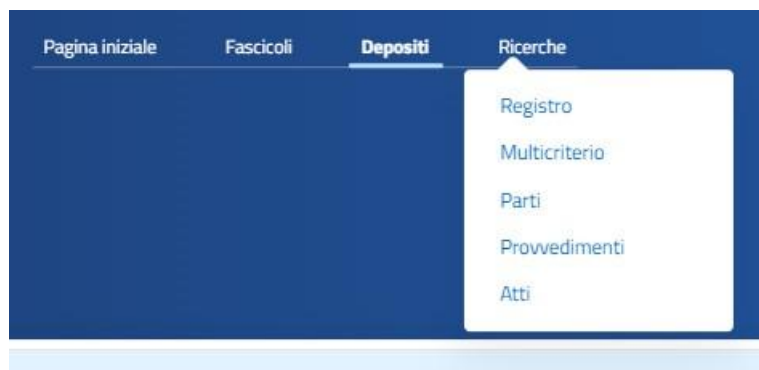 Pagina iniziale Fascicoli Depositi Ricerche
Registro
Multicriterio
Parti
Provvedimenti
Atti